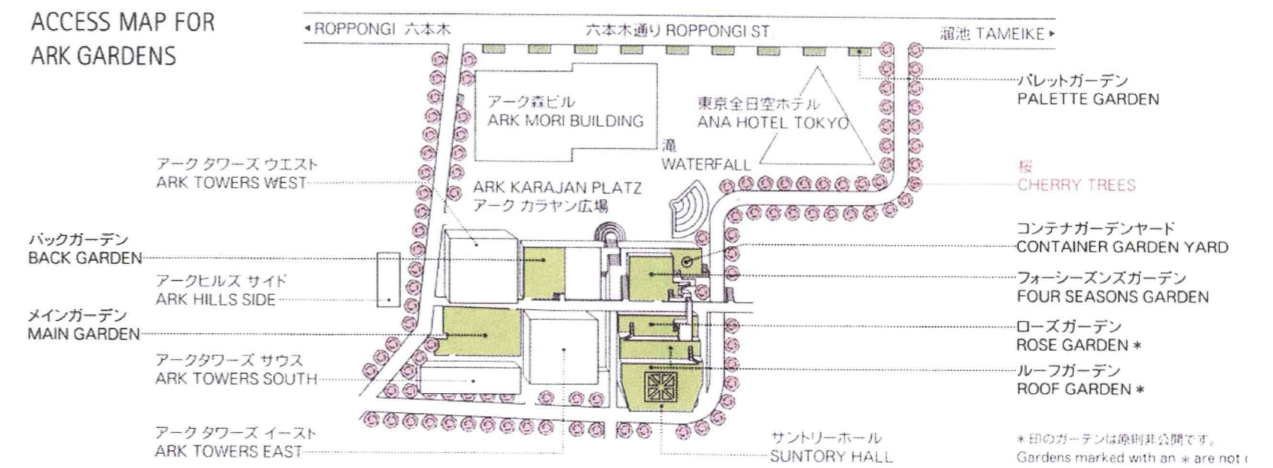 ACCESS MAP FOR
ARK GARDENS
◂ROPPONGI 六本木
六本木通り ROPPONGI ST.
溜池 TAMEIKE▸
アーク森ビル
ARK MORI BUILDING
東京全日空ホテル
ANA HOTEL TOKYO
パレットガーデン
PALETTE GARDEN
滝
WATERFALL
アーク タワーズ ウエスト
ARK TOWERS WEST
桜
CHERRY TREES
ARK KARAJAN PLATZ
アーク カラヤン広場
コンテナガーデンヤード
CONTAINER GARDEN YARD
バックガーデン
BACK GARDEN
アークヒルズ サイド
ARK HILLS SIDE
フォーシーズンズガーデン
FOUR SEASONS GARDEN
メインガーデン
MAIN GARDEN
ローズガーデン
ROSE GARDEN *
アークタワーズ サウス
ARK TOWERS SOUTH
ルーフガーデン
ROOF GARDEN *
アーク タワーズ イースト
ARK TOWERS EAST
サントリーホール
SUNTORY HALL
* 印のガーデンは原則非公開です。
Gardens marked with an * are not